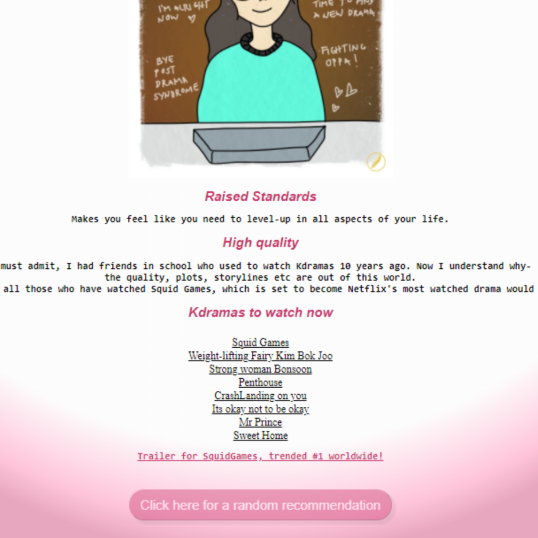 I'M ALRIGHT
NOW
TIME TO FIND
A NEW DRAMA
BYE
POST
DRAMA
SYNDROME
FIGHTING
OPPA!
Raised Standards
Makes you feel like you need to level-up in all aspects of your life.
High quality
must admit, I had friends in school who used to watch Kdramas 10 years ago. Now I understand why-
the quality, plots, storylines etc are out of this world.
all those who have watched Squid Games, which is set to become Netflix's most watched drama would
Kdramas to watch now
Squid Games
Weight-lifting Fairy Kim Bok Joo
Strong woman Bonsoon
Penthouse
CrashLanding on you
Its okay not to be okay
Mr Prince
Sweet Home
Trailer for SquidGames, trended #1 worldwide!
Click here for a random recommendation